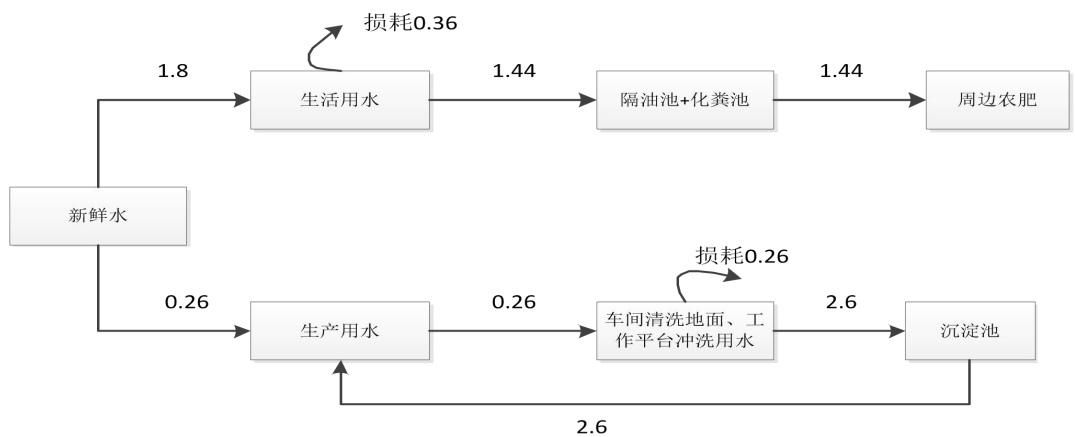 损耗0.36
1.8
1.44
1.44
生活用水
隔油池+化粪池
周边农肥
新鲜水
损耗0.26
0.26
0.26
2.6
生产用水
车间清洗地面、工
作平台冲洗用水
沉淀池
2.6